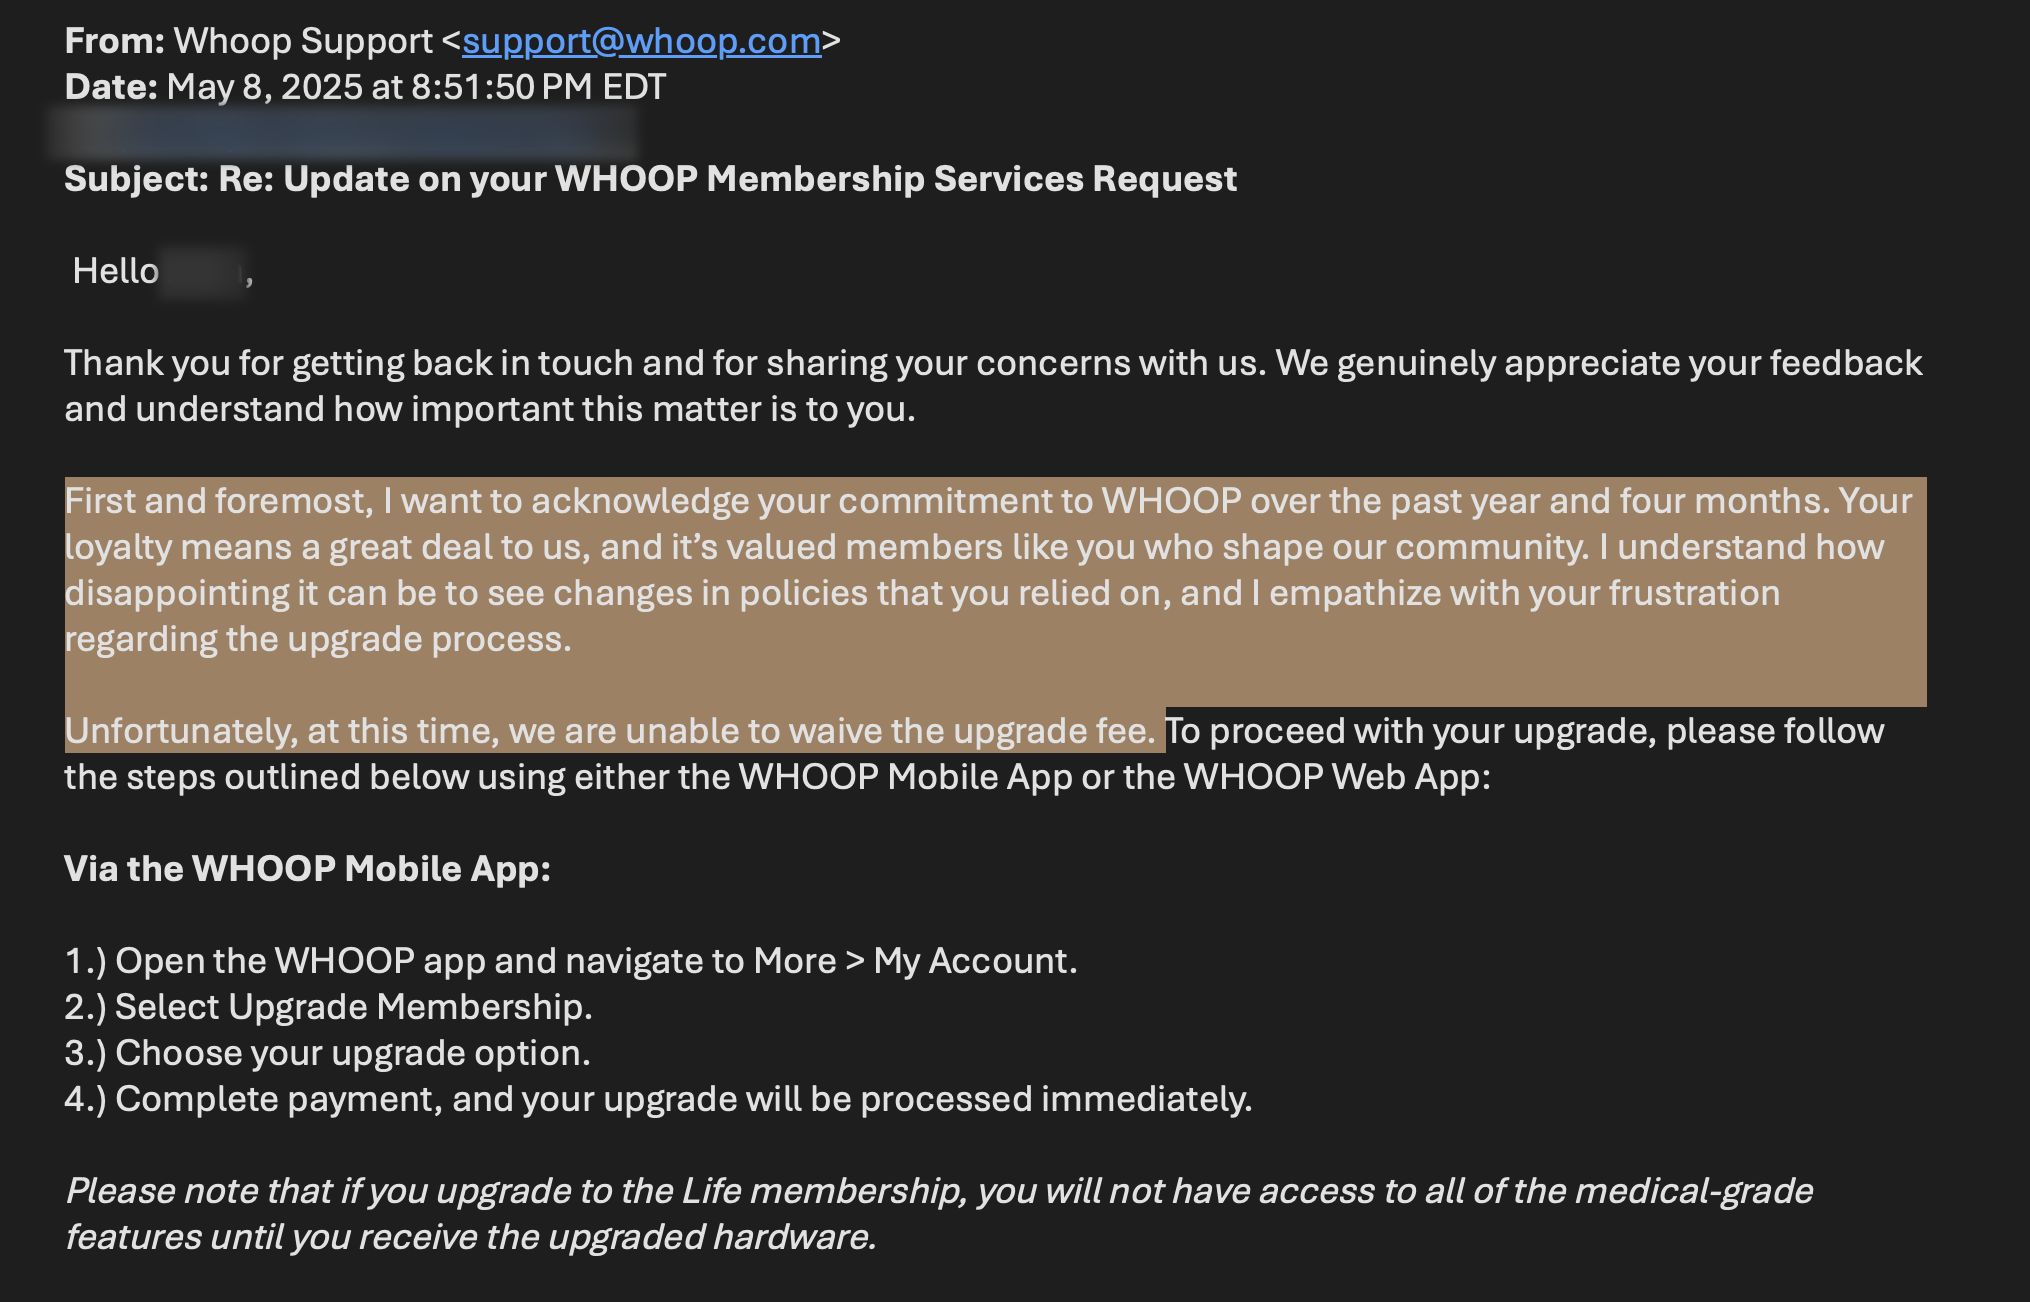 From: Whoop Support <support@whoop.com>
Date: May 8, 2025 at 8:51:50 PM EDT
Subject: Re: Update on your WHOOP Membership Services Request
Hello ,
Thank you for getting back in touch and for sharing your concerns with us. We genuinely appreciate your feedback
and understand how important this matter is to you.
First and foremost, I want to acknowledge your commitment to WHOOP over the past year and four months. Your
loyalty means a great deal to us, and it’s valued members like you who shape our community. I understand how
disappointing it can be to see changes in policies that you relied on, and I empathize with your frustration
regarding the upgrade process.
Unfortunately, at this time, we are unable to waive the upgrade fee. To proceed with your upgrade, please follow
the steps outlined below using either the WHOOP Mobile App or the WHOOP Web App:
Via the WHOOP Mobile App:
1.) Open the WHOOP app and navigate to More > My Account.
2.) Select Upgrade Membership.
3.) Choose your upgrade option.
4.) Complete payment, and your upgrade will be processed immediately.
Please note that if you upgrade to the Life membership, you will not have access to all of the medical-grade
features until you receive the upgraded hardware.